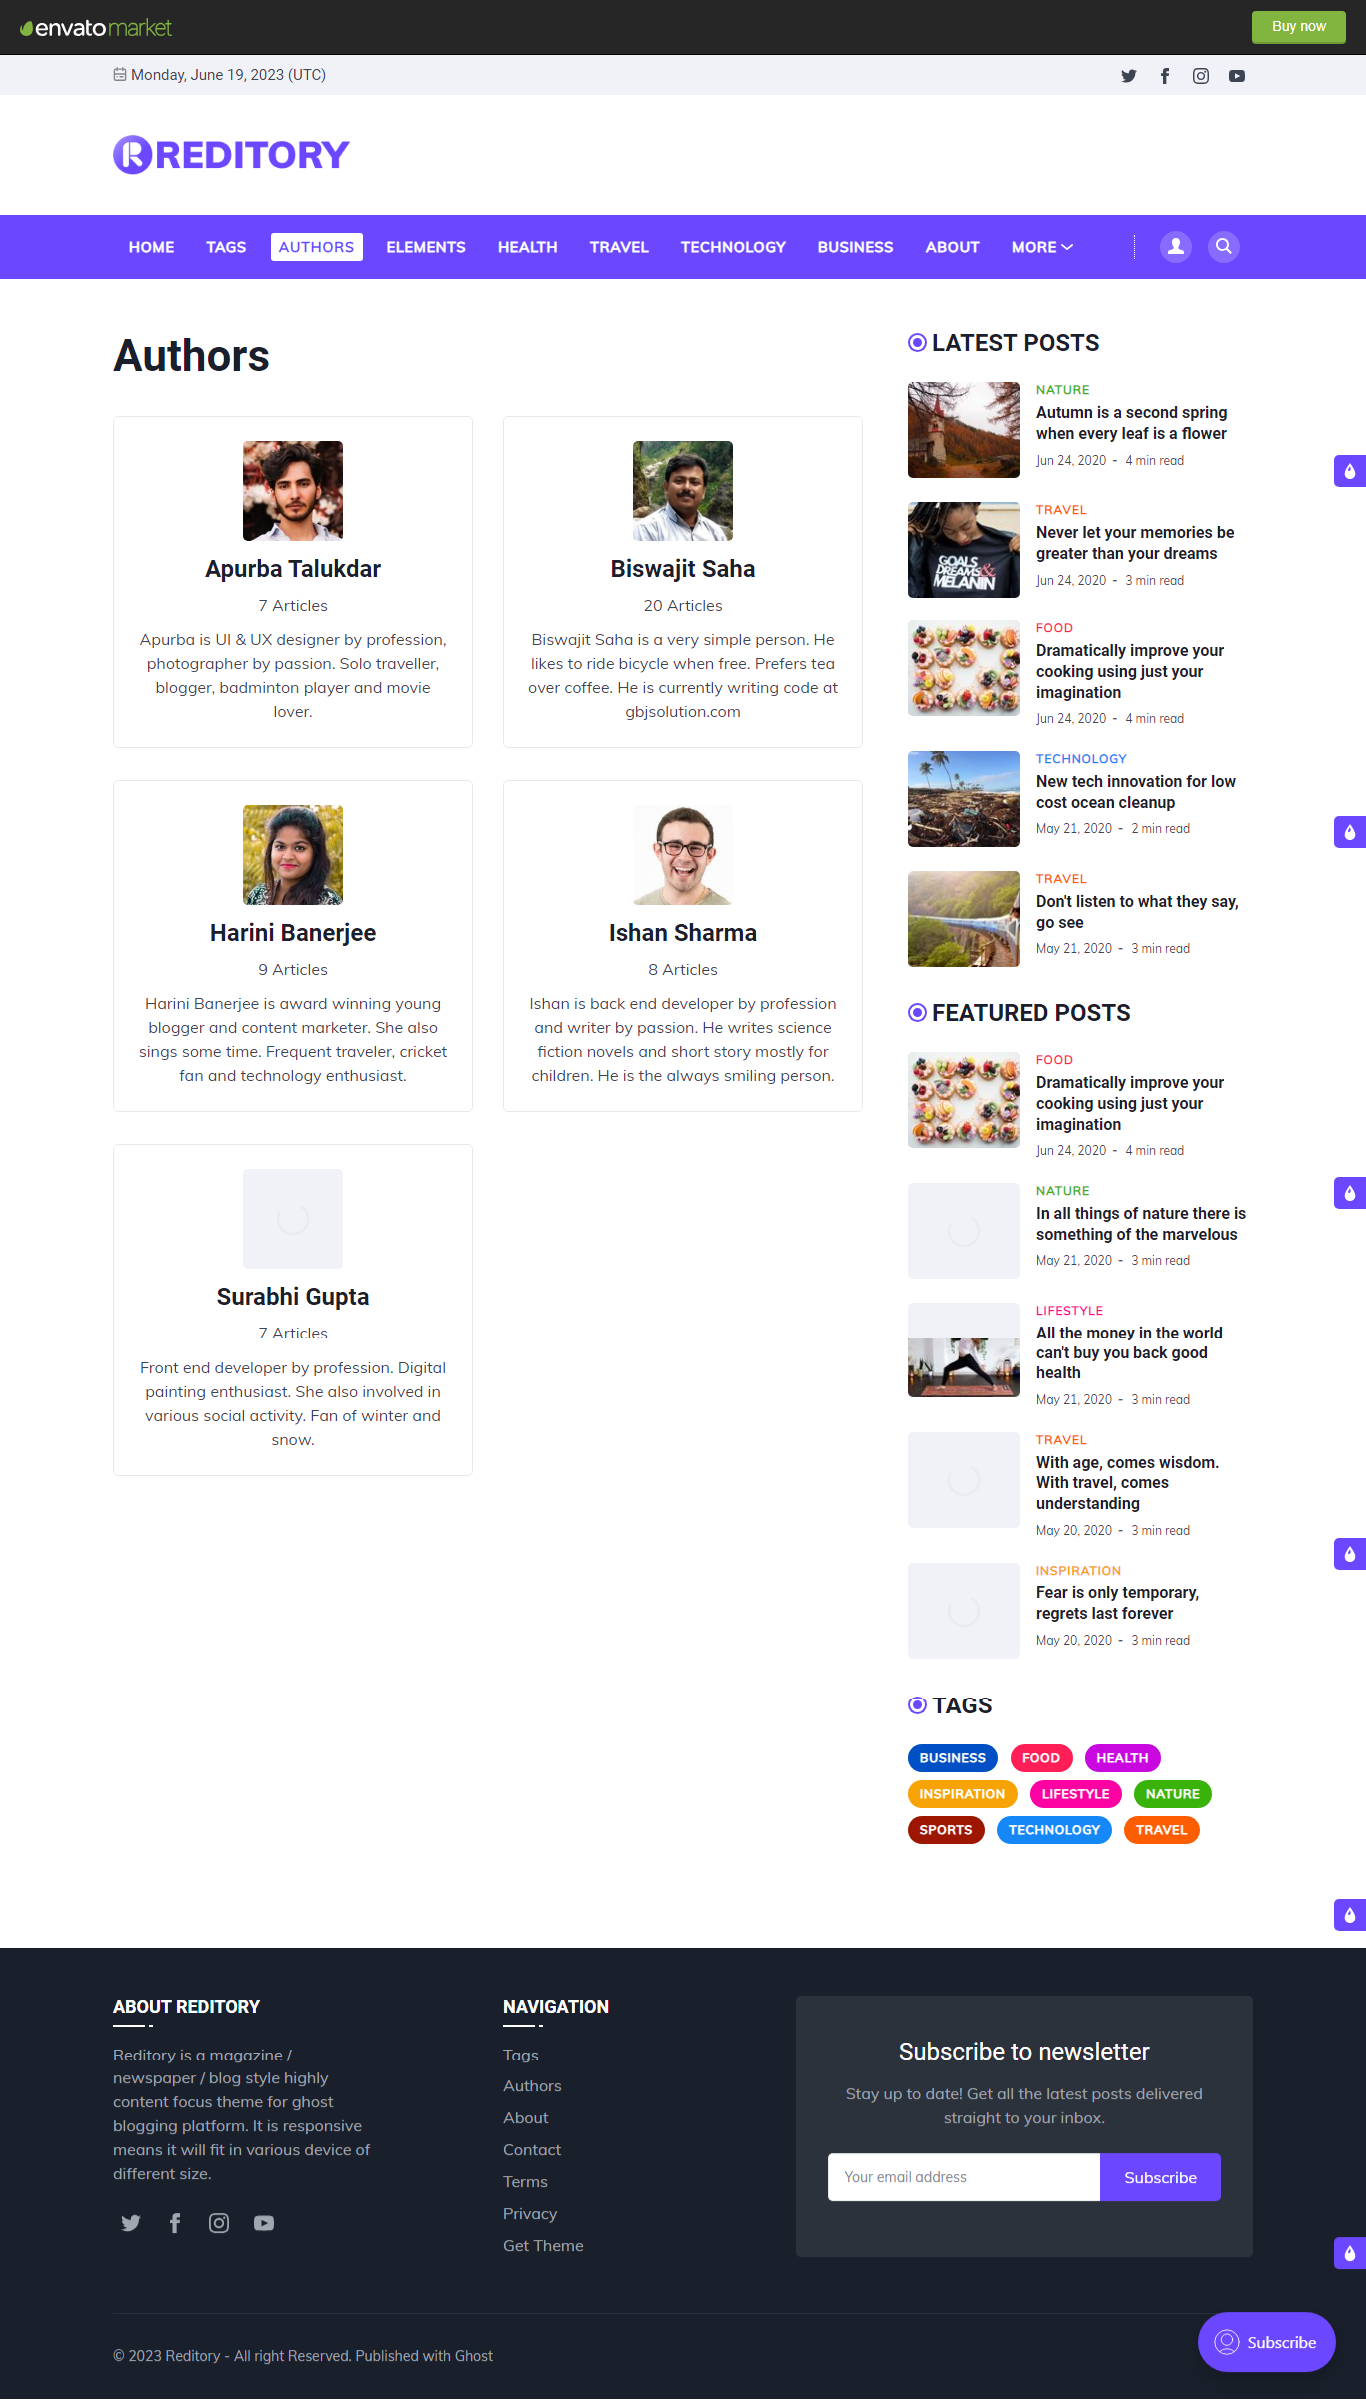 envato market
Buy now
Monday, June 19, 2023 (UTC)
REDITORY
HOME TAGS AUTHORS ELEMENTS HEALTH TRAVEL TECHNOLOGY BUSINESS ABOUT MORE
Authors
Apurba Talukdar
7 Articles
Apurba is UI & UX designer by profession,
photographer by passion. Solo traveller,
blogger, badminton player and movie
lover.
Biswajit Saha
20 Articles
Biswajit Saha is a very simple person. He
likes to ride bicycle when free. Prefers tea
over coffee. He is currently writing code at
gbjsolution.com
Harini Banerjee
9 Articles
Harini Banerjee is award winning young
blogger and content marketer. She also
sings some time. Frequent traveler, cricket
fan and technology enthusiast.
Ishan Sharma
8 Articles
Ishan is back end developer by profession
and writer by passion. He writes science
fiction novels and short story mostly for
children. He is the always smiling person.
Surabhi Gupta
7 Articles
Front end developer by profession. Digital
painting enthusiast. She also involved in
various social activity. Fan of winter and
snow.
LATEST POSTS
NATURE
Autumn is a second spring
when every leaf is a flower
Jun 24, 2020 - 4 min read
GOALS
DREAMS&
MELANIN
TRAVEL
Never let your memories be
greater than your dreams
Jun 24, 2020 - 3 min read
FOOD
Dramatically improve your
cooking using just your
imagination
Jun 24, 2020 - 4 min read
TECHNOLOGY
New tech innovation for low
cost ocean cleanup
May 21, 2020 - 2 min read
TRAVEL
Don't listen to what they say,
go see
May 21, 2020 - 3 min read
FEATURED POSTS
FOOD
Dramatically improve your
cooking using just your
imagination
Jun 24, 2020 - 4 min read
NATURE
In all things of nature there is
something of the marvelous
May 21, 2020 - 3 min read
LIFESTYLE
All the money in the world
can't buy you back good
health
May 21, 2020 - 3 min read
TRAVEL
With age, comes wisdom.
With travel, comes
understanding
May 20, 2020 - 3 min read
INSPIRATION
Fear is only temporary,
regrets last forever
May 20, 2020 - 3 min read
TAGS
BUSINESS FOOD HEALTH
INSPIRATION LIFESTYLE NATURE
SPORTS TECHNOLOGY TRAVEL
ABOUT REDITORY
Reditory is a magazine /
newspaper / blog style highly
content focus theme for ghost
blogging platform. It is responsive
means it will fit in various device of
different size.
NAVIGATION
Tags
Authors
About
Contact
Terms
Privacy
Get Theme
Subscribe to newsletter
Stay up to date! Get all the latest posts delivered
straight to your inbox.
Your email address
Subscribe
© 2023 Reditory - All right Reserved. Published with Ghost
Subscribe